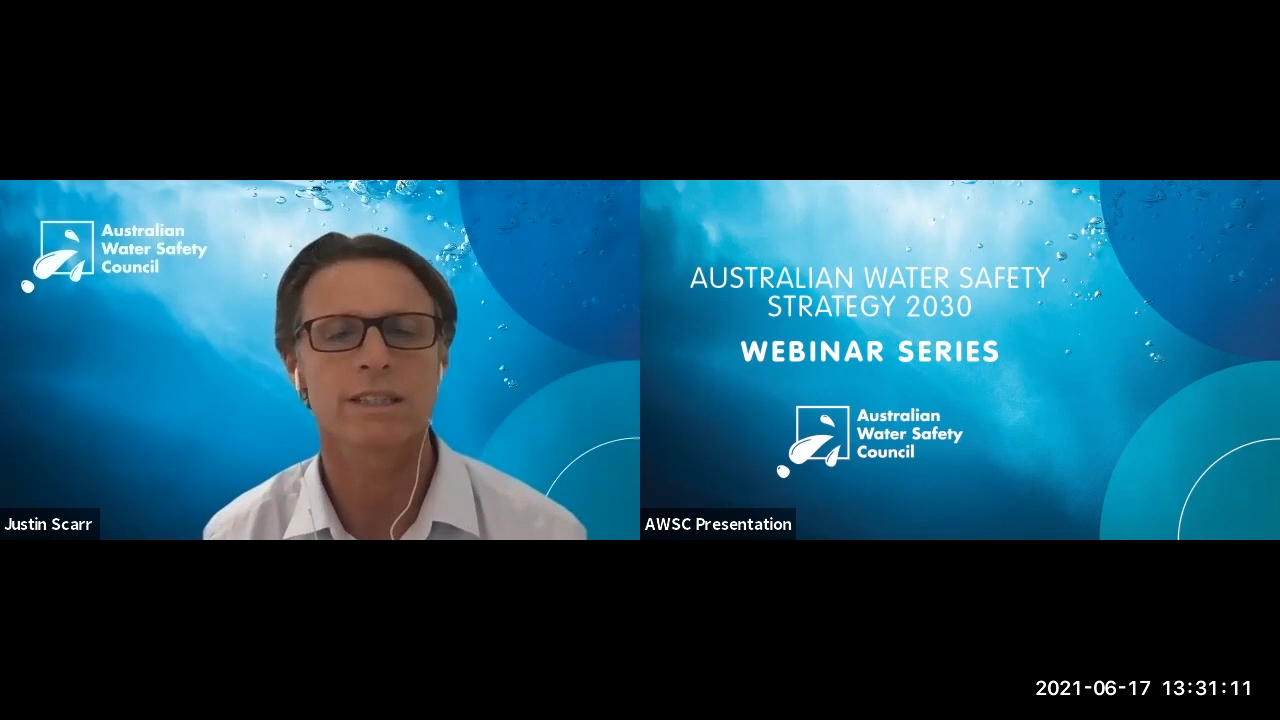 Australian
Water Safety
Council
Justin Scarr
AUSTRALIAN WATER SAFETY
STRATEGY 2030
WEBINAR SERIES
Australian
Water Safety
Council
AWSC Presentation
2021-06-17 13:31:11